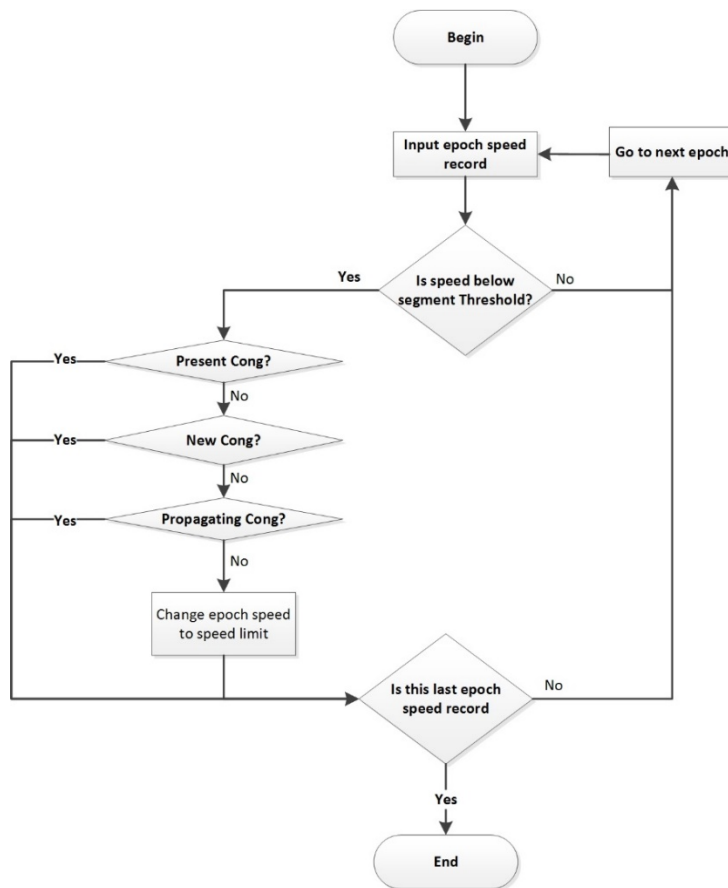 Begin
Input epoch speed
record
Go to next epoch
Is speed below
segment Threshold?
Yes
No
Present Cong?
Yes
No
New Cong?
Yes
No
Propagating Cong?
Yes
No
Change epoch speed
to speed limit
Is this last epoch
speed record
No
Yes
End